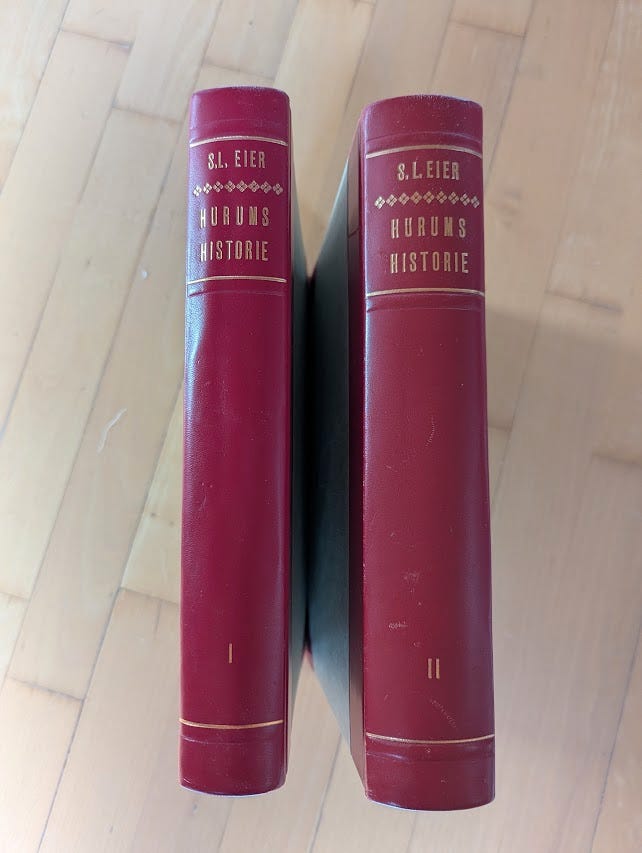 S.L. EIER
HURUMS
HISTORIE
I
S.L. EIER
HURUMS
HISTORIE
II